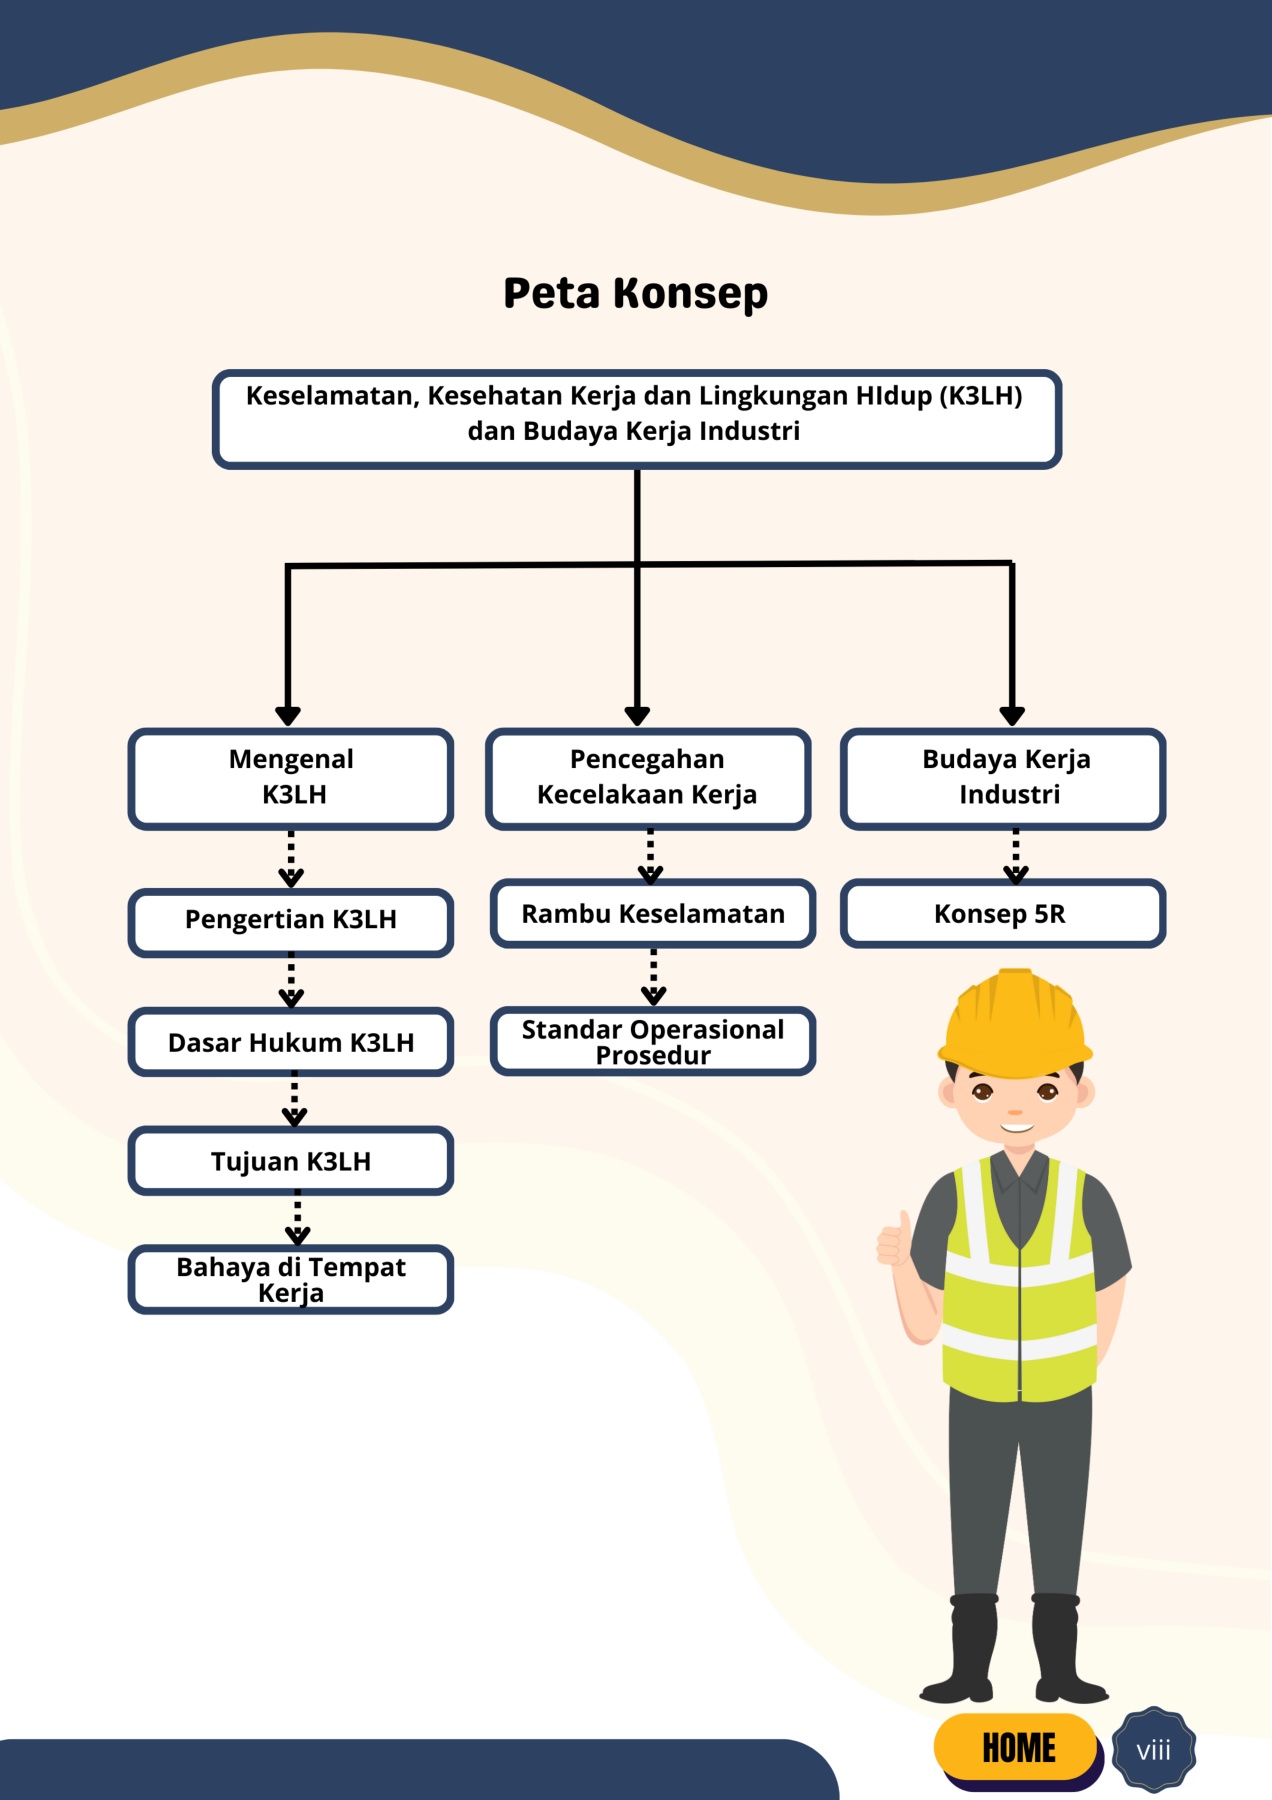 Peta Konsep
Keselamatan, Kesehatan Kerja dan Lingkungan HIdup (K3LH)
dan Budaya Kerja Industri
Mengenal
K3LH
Pengertian K3LH
Dasar Hukum K3LH
Tujuan K3LH
Bahaya di Tempat
Kerja
Pencegahan
Kecelakaan Kerja
Rambu Keselamatan
Standar Operasional
Prosedur
Budaya Kerja
Industri
Konsep 5R
HOME
viii